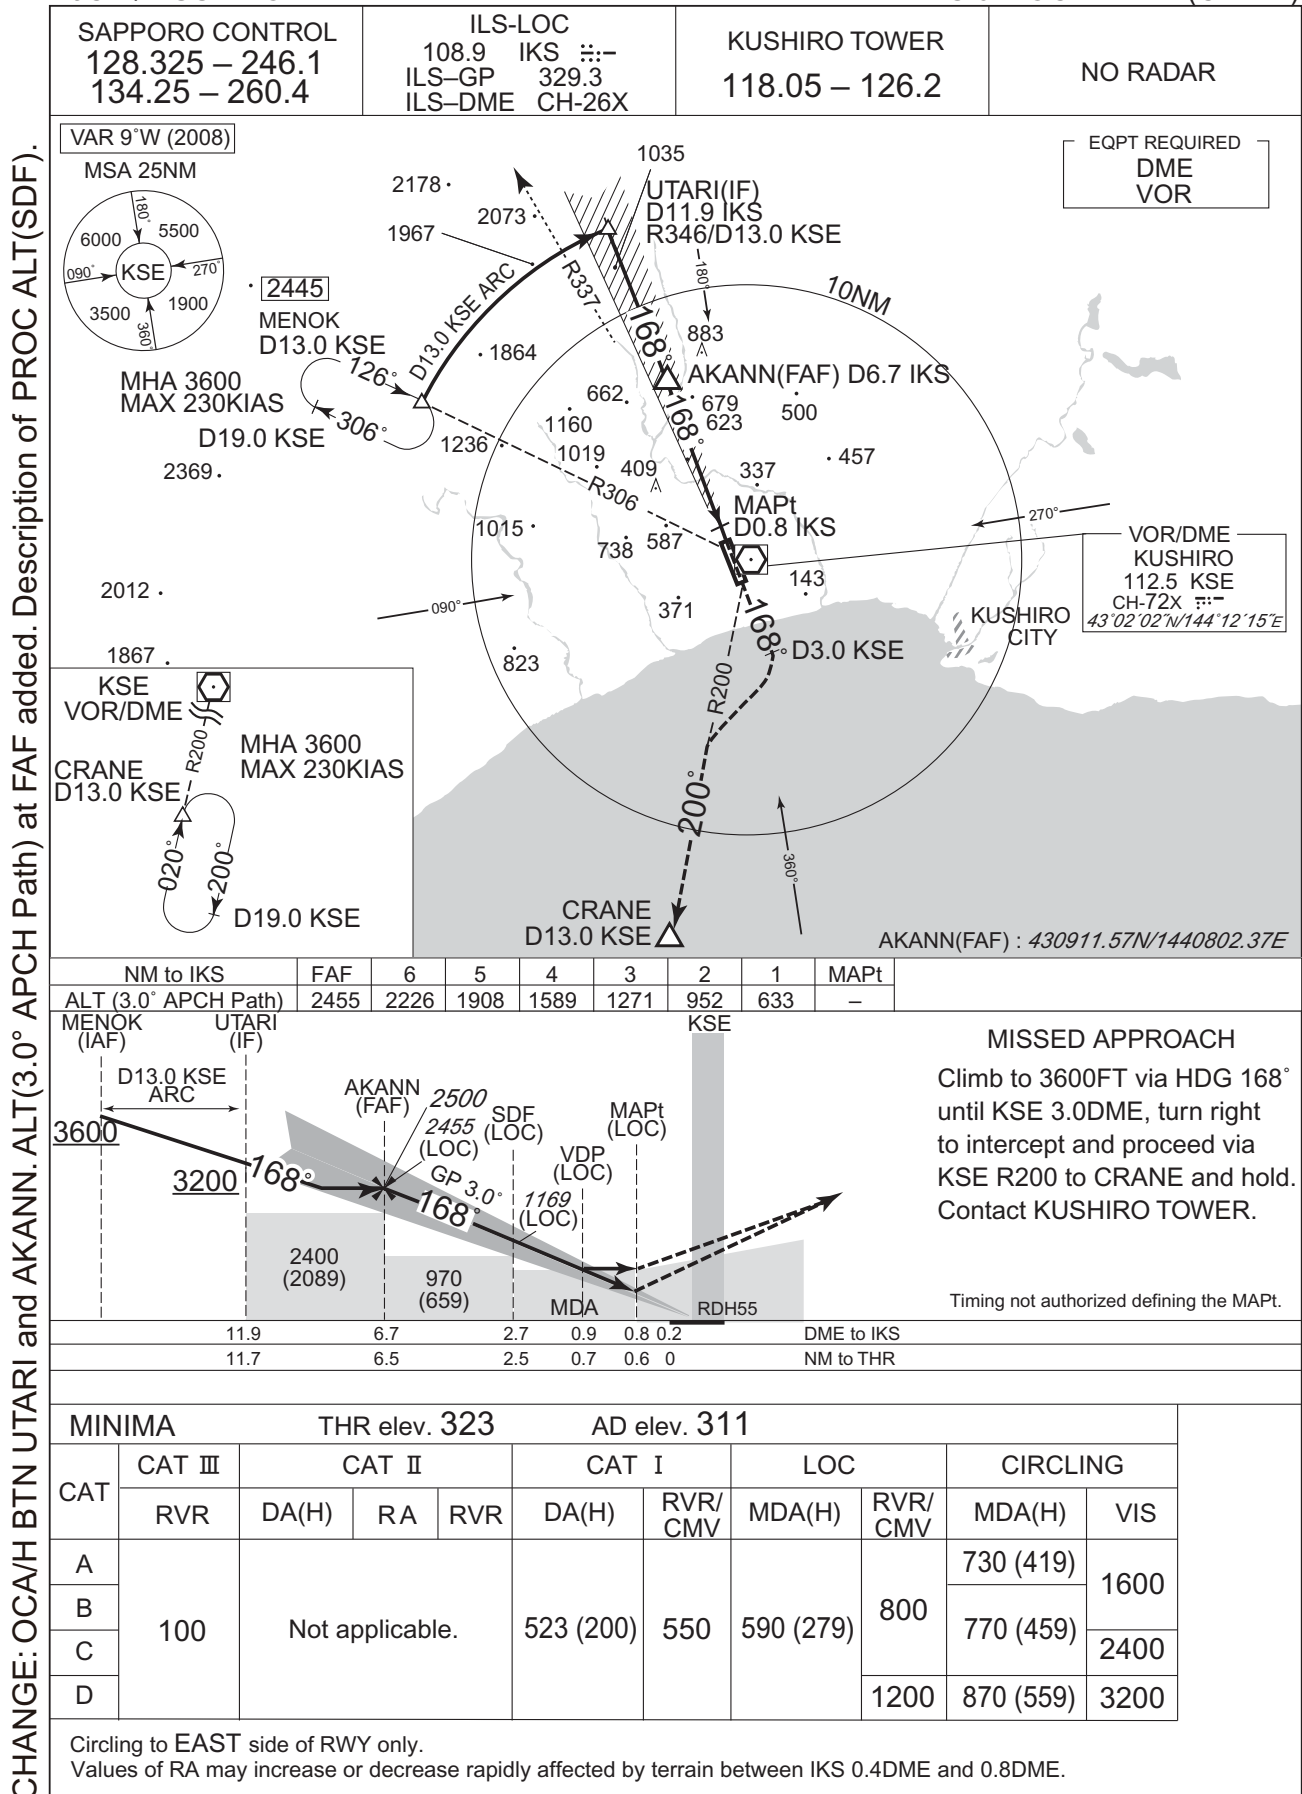 SAPPORO CONTROL
128.325 – 246.1
134.25 – 260.4
ILS-LOC
108.9 IKS
ILS–GP 329.3
ILS–DME CH-26X
KUSHIRO TOWER
118.05 – 126.2
NO RADAR
VAR 9°W (2008)
MSA 25NM
180°
6000
5500
090°
KSE
270°
3500
1900
360°
EQPT REQUIRED
DME
VOR
1035
2178
2073
1967
UTARI(IF)
D11.9 IKS
R346/D13.0 KSE
180°
R337
D13.0 KSE ARC
10NM
2445
MENOK
D13.0 KSE
126°
MHA 3600
MAX 230KIAS
306°
D19.0 KSE
1864
168°
883
AKANN(FAF) D6.7 IKS
662
679
623
500
1160
168°
1236
1019
409
457
337
2369
R306
MAPt
D0.8 IKS
270°
1015
738
587
VOR/DME
KUSHIRO
112.5 KSE
CH-72X
43°02'02"N/144°12'15"E
143
2012
090°
371
KUSHIRO
CITY
168°
D3.0 KSE
823
1867
R200
KSE
VOR/DME
R200
MHA 3600
MAX 230KIAS
CRANE
D13.0 KSE
020°
200°
D19.0 KSE
200°
360°
CRANE
D13.0 KSE
AKANN(FAF) : 430911.57N/1440802.37E
NM to IKS FAF 6 5 4 3 2 1 MAPt
ALT (3.0° APCH Path) 2455 2226 1908 1589 1271 952 633 –
MENOK
(IAF)
UTARI
(IF)
KSE
D13.0 KSE
ARC
AKANN
(FAF)
2500
2455
(LOC)
SDF
(LOC)
MAPt
(LOC)
VDP
(LOC)
3600
3200
168°
GP 3.0°
168°
1169
(LOC)
2400
(2089)
970
(659)
MDA
RDH55
MISSED APPROACH
Climb to 3600FT via HDG 168°
until KSE 3.0DME, turn right
to intercept and proceed via
KSE R200 to CRANE and hold.
Contact KUSHIRO TOWER.
Timing not authorized defining the MAPt.
11.9 6.7 2.7 0.9 0.8 0.2 DME to IKS
11.7 6.5 2.5 0.7 0.6 0 NM to THR
MINIMA THR elev. 323 AD elev. 311
CAT CAT III CAT II CAT I LOC CIRCLING
RVR DA(H) RA RVR DA(H) RVR/CMV MDA(H) RVR/CMV MDA(H) VIS
A 730 (419) 1600
B 100 Not applicable. 523 (200) 550 590 (279) 800 770 (459)
C 2400
D 1200 870 (559) 3200
Circling to EAST side of RWY only.
Values of RA may increase or decrease rapidly affected by terrain between IKS 0.4DME and 0.8DME.
CHANGE: OCA/H BTN UTARI and AKANN. ALT(3.0° APCH Path) at FAF added. Description of PROC ALT(SDF).